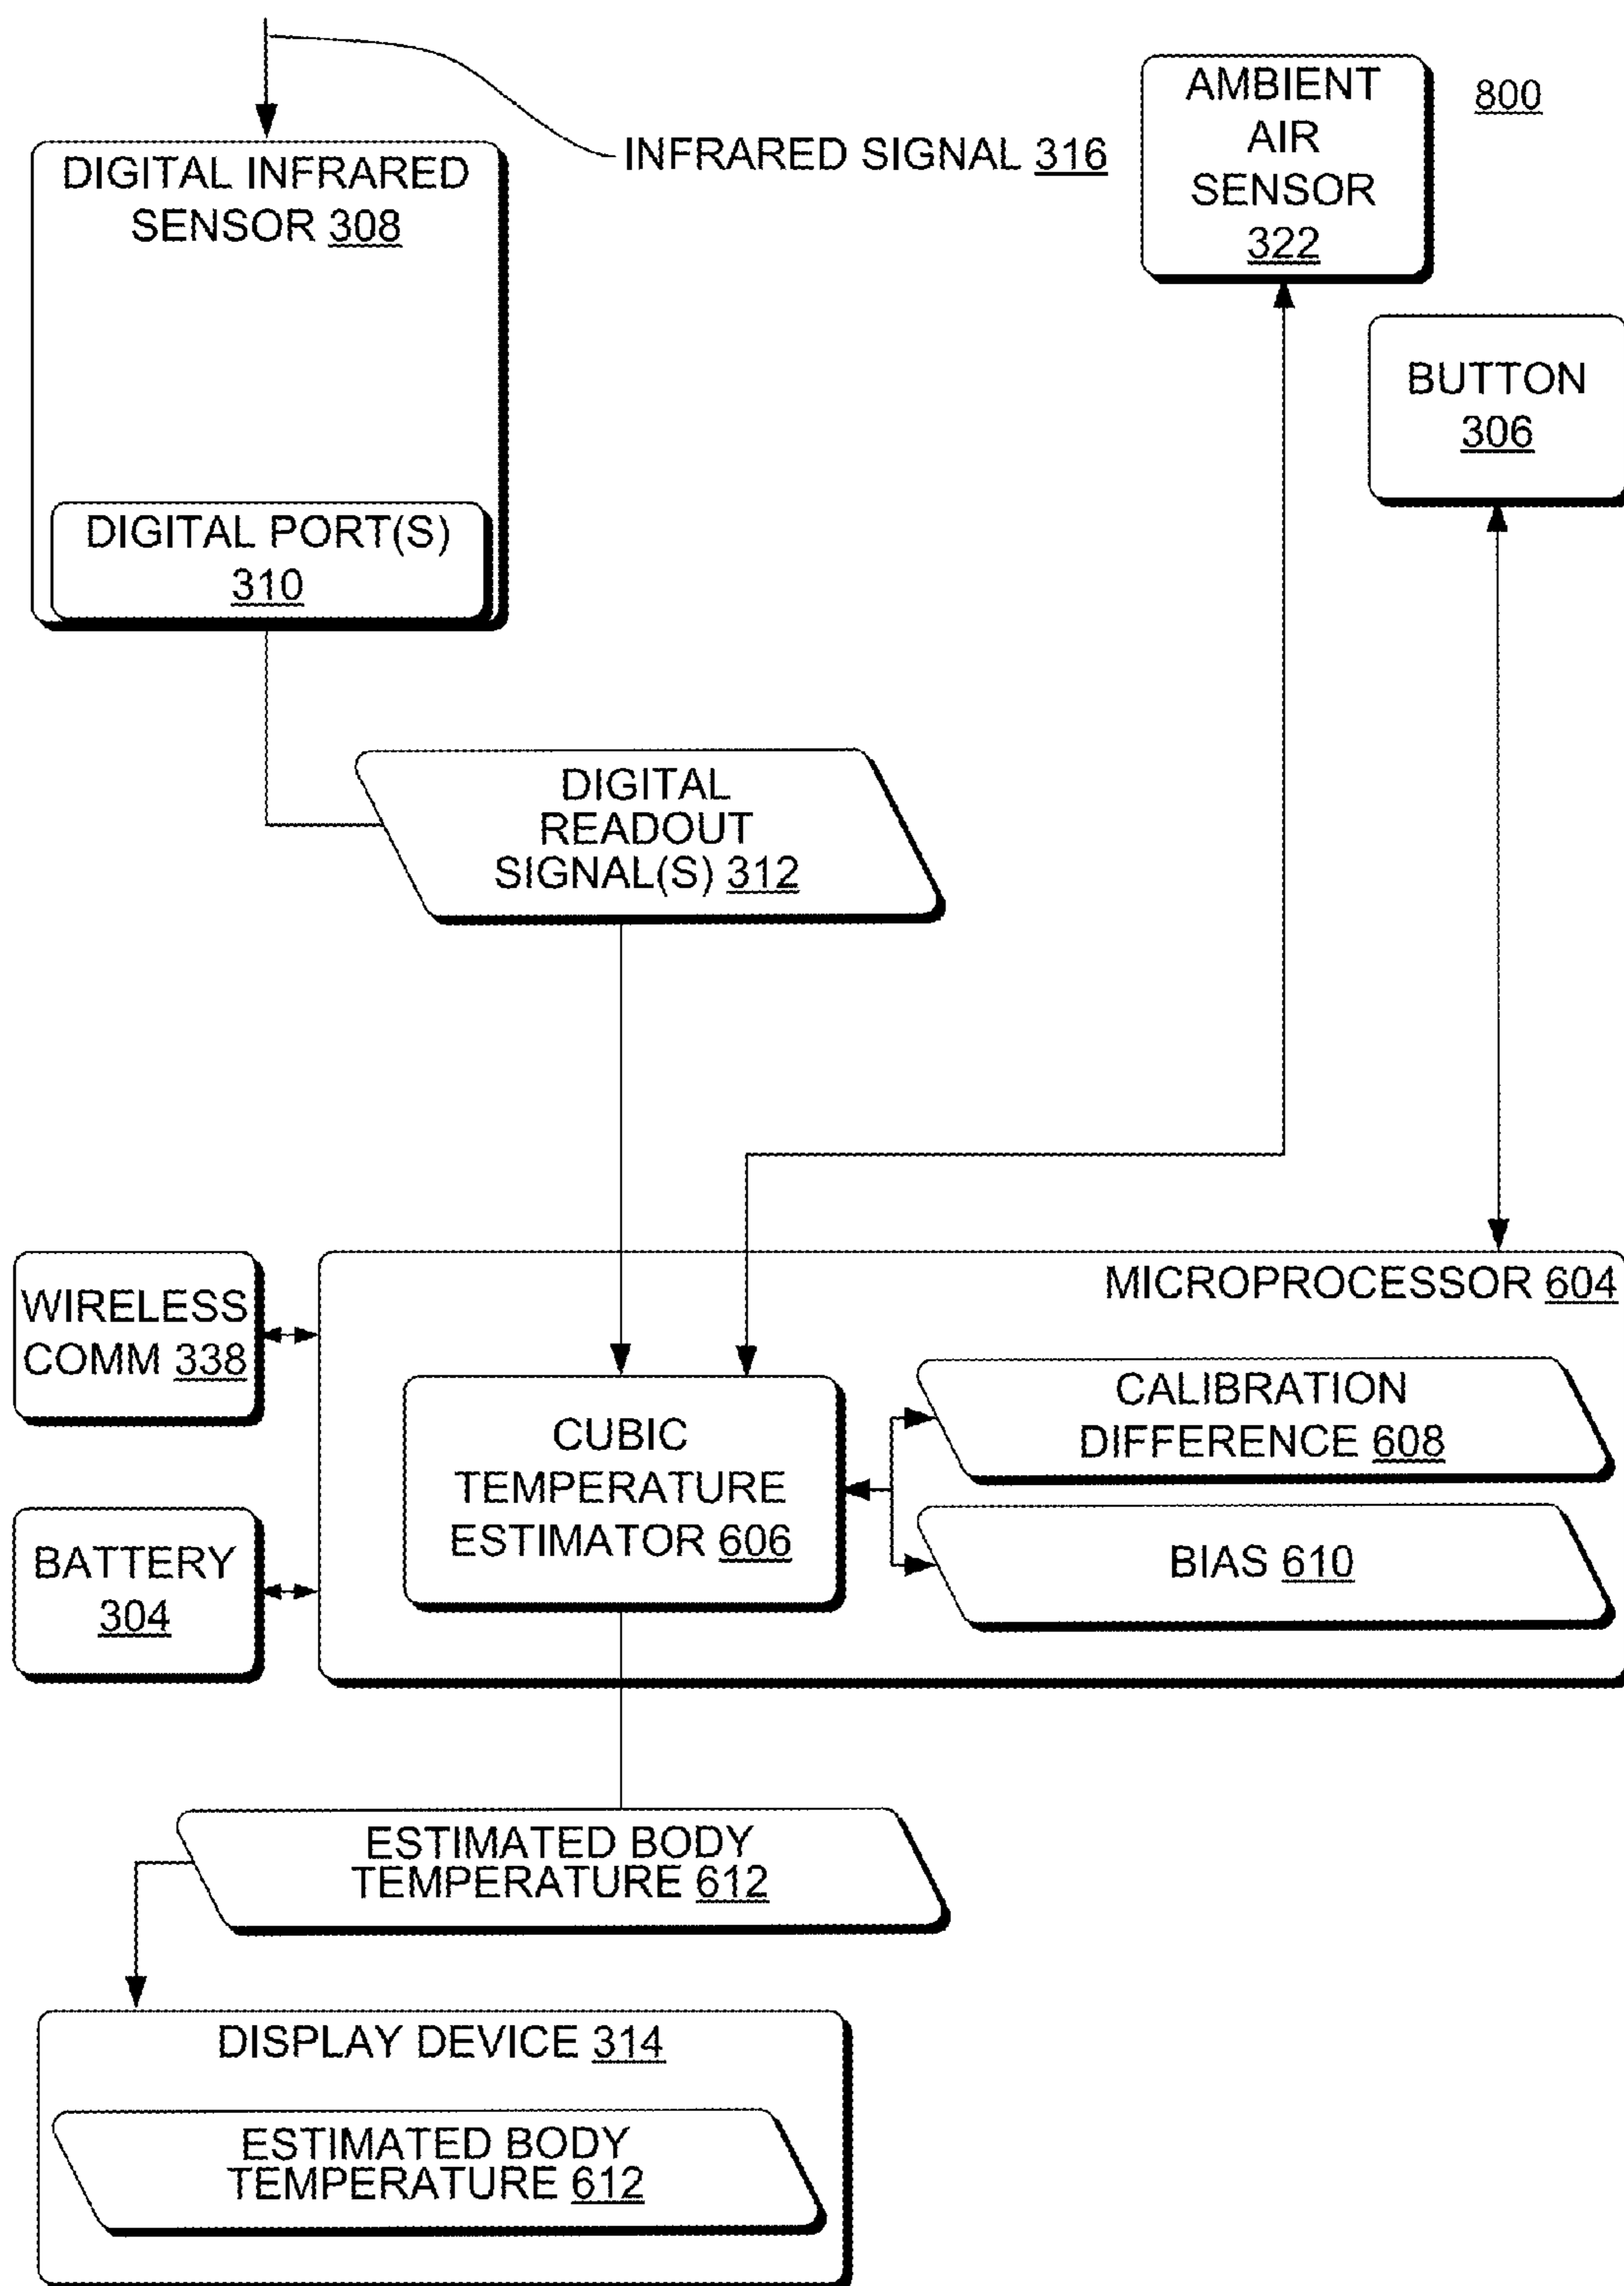 INFRARED SIGNAL 316
AMBIENT
AIR
SENSOR
322
800
DIGITAL INFRARED
SENSOR 308
BUTTON
306
DIGITAL PORT(S)
310
DIGITAL
READOUT
SIGNAL(S) 312
MICROPROCESSOR 604
WIRELESS
COMM 338
CALIBRATION
DIFFERENCE 608
CUBIC
TEMPERATURE
ESTIMATOR 606
BIAS 610
BATTERY
304
ESTIMATED BODY
TEMPERATURE 612
DISPLAY DEVICE 314
ESTIMATED BODY
TEMPERATURE 612